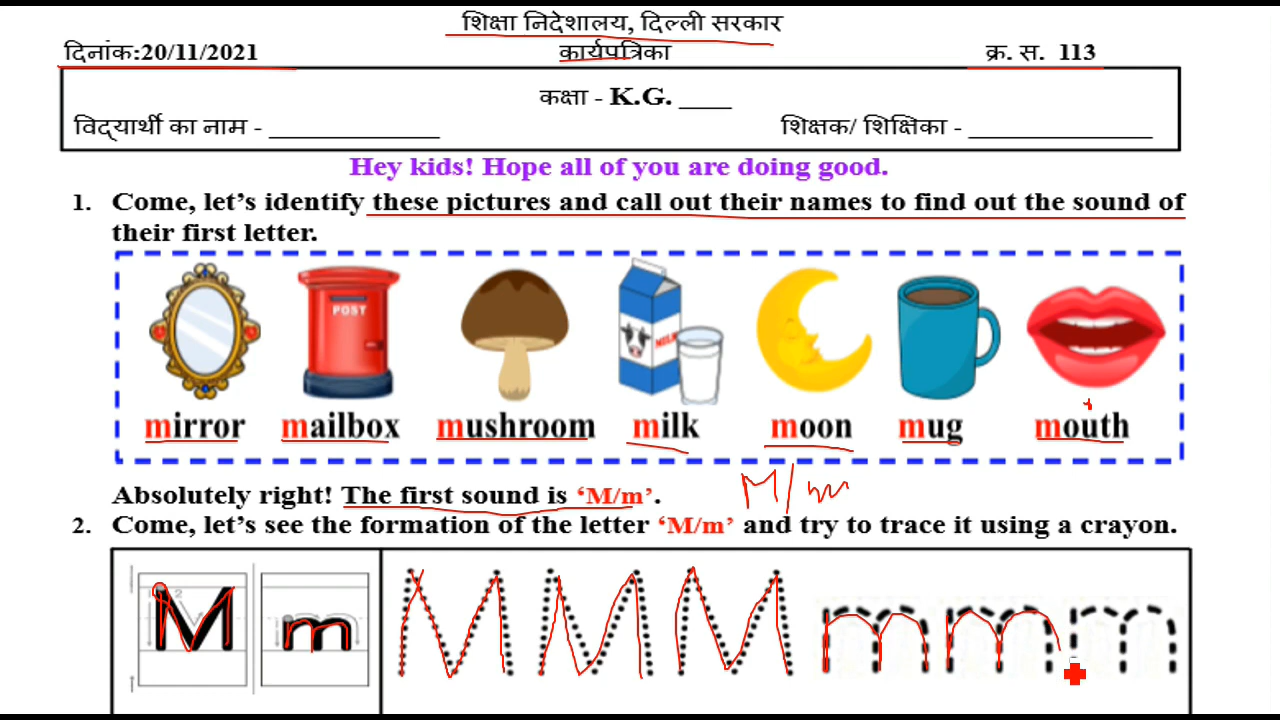 शिक्षा निदेशालय, दिल्ली सरकार
दिनांक:20/11/2021 कार्यपत्रिका क्र. स. 113
कक्षा - K.G. ____
विद्यार्थी का नाम - ____________ शिक्षक/ शिक्षिका - _____________
Hey kids! Hope all of you are doing good.
1. Come, let's identify these pictures and call out their names to find out the sound of
their first letter.
POST
MILK
mirror mailbox mushroom milk moon mug mouth
M/m
Absolutely right! The first sound is ‘M/m’.
2. Come, let's see the formation of the letter ‘M/m’ and try to trace it using a crayon.
M m M M M m m m